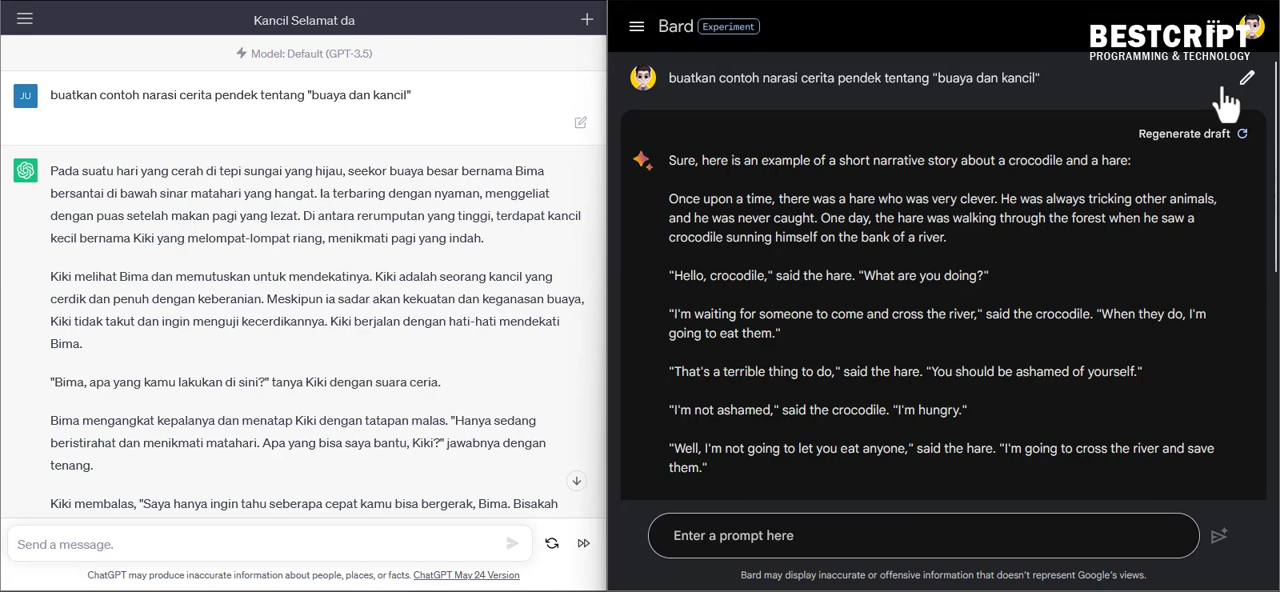 Kancil Selamat da
Model: Default (GPT-3.5)
JU
buatkan contoh narasi cerita pendek tentang "buaya dan kancil"
Pada suatu hari yang cerah di tepi sungai yang hijau, seekor buaya besar bernama Bima
bersantai di bawah sinar matahari yang hangat. Ia terbaring dengan nyaman, menggeliat
dengan puas setelah makan pagi yang lezat. Di antara rerumputan yang tinggi, terdapat kancil
kecil bernama Kiki yang melompat-lompat riang, menikmati pagi yang indah.
Kiki melihat Bima dan memutuskan untuk mendekatinya. Kiki adalah seorang kancil yang
cerdik dan penuh dengan keberanian. Meskipun ia sadar akan kekuatan dan keganasan buaya,
Kiki tidak takut dan ingin menguji kecerdikannya. Kiki berjalan dengan hati-hati mendekati
Bima.
"Bima, apa yang kamu lakukan di sini?" tanya Kiki dengan suara ceria.
Bima mengangkat kepalanya dan menatap Kiki dengan tatapan malas. "Hanya sedang
beristirahat dan menikmati matahari. Apa yang bisa saya bantu, Kiki?" jawabnya dengan
tenang.
Kiki membalas, "Saya hanya ingin tahu seberapa cepat kamu bisa bergerak, Bima. Bisakah
Send a message.
ChatGPT may produce inaccurate information about people, places, or facts. ChatGPT May 24 Version
Bard Experiment
BESTCRIPT
PROGRAMMING & TECHNOLOGY
buatkan contoh narasi cerita pendek tentang "buaya dan kancil"
Regenerate draft
Sure, here is an example of a short narrative story about a crocodile and a hare:
Once upon a time, there was a hare who was very clever. He was always tricking other animals,
and he was never caught. One day, the hare was walking through the forest when he saw a
crocodile sunning himself on the bank of a river.
"Hello, crocodile," said the hare. "What are you doing?"
"I'm waiting for someone to come and cross the river," said the crocodile. "When they do, I'm
going to eat them."
"That's a terrible thing to do," said the hare. "You should be ashamed of yourself."
"I'm not ashamed," said the crocodile. "I'm hungry."
"Well, I'm not going to let you eat anyone," said the hare. "I'm going to cross the river and save
them."
Enter a prompt here
Bard may display inaccurate or offensive information that doesn't represent Google's views.